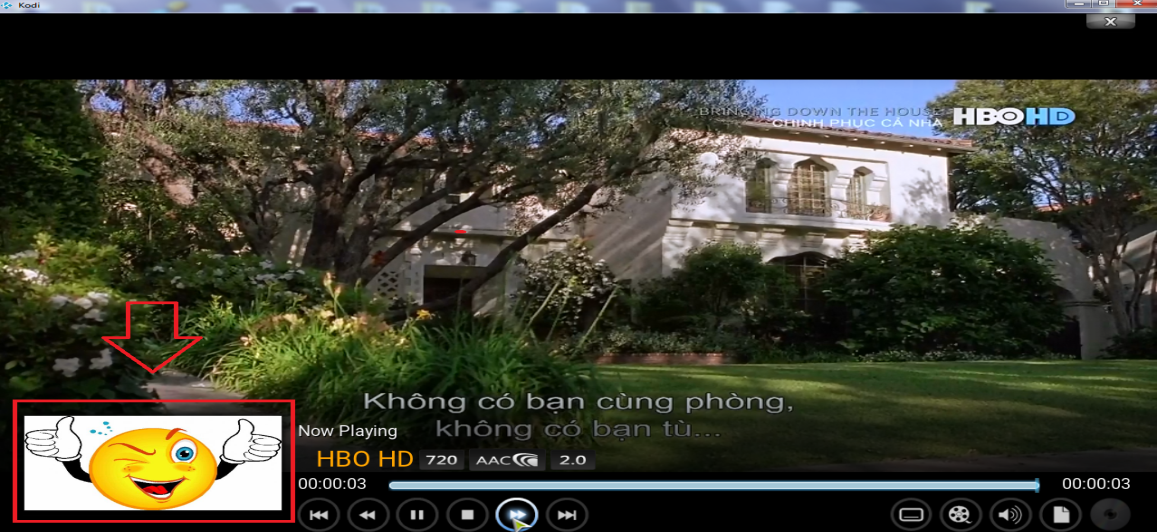 Kodi
BRINGING DOWN THE HOUSE
CHINH PHỤC CẢ NHÀ
HBO HD
Không có bạn cùng phòng,
không có bạn tù...
Now Playing
HBO HD 720 AAC 2.0
00:00:03 00:00:03